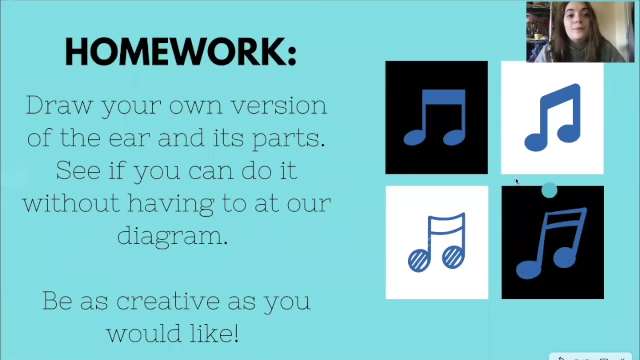 HOMEWORK:
Draw your own version
of the ear and its parts.
See if you can do it
without having to at our
diagram.
Be as creative as you
would like!